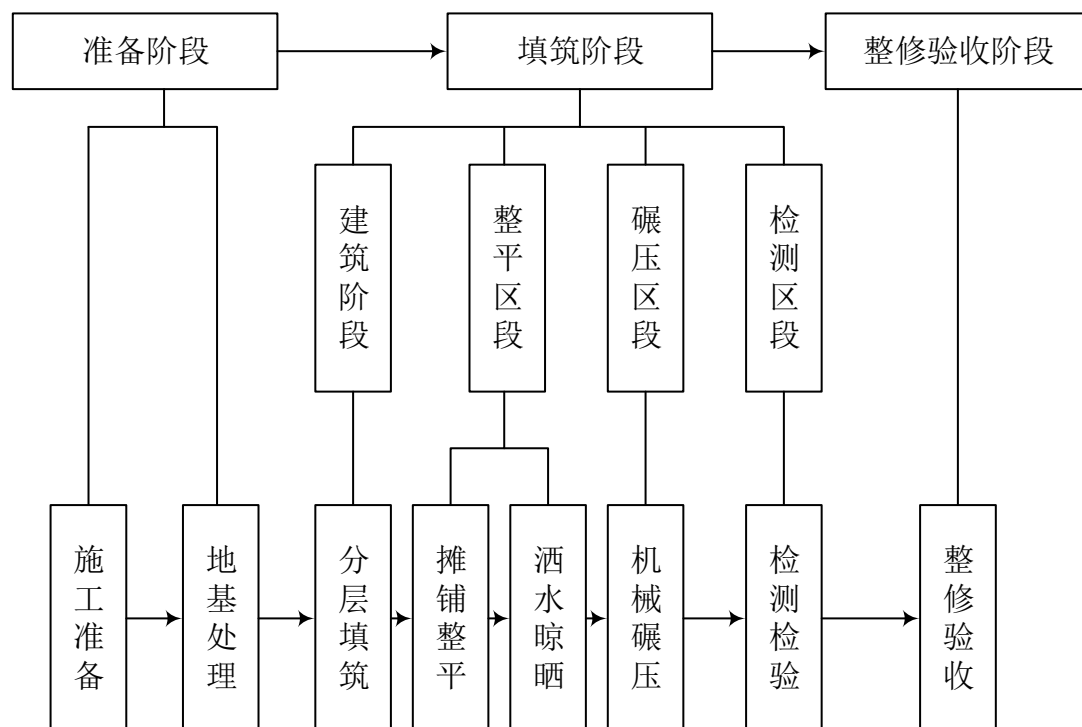 准备阶段
填筑阶段
整修验收阶段
建筑阶段
整平区段
碾压区段
检测区段
施工准备
地基处理
分层填筑
摊铺整平
洒水晾晒
机械碾压
检测检验
整修验收